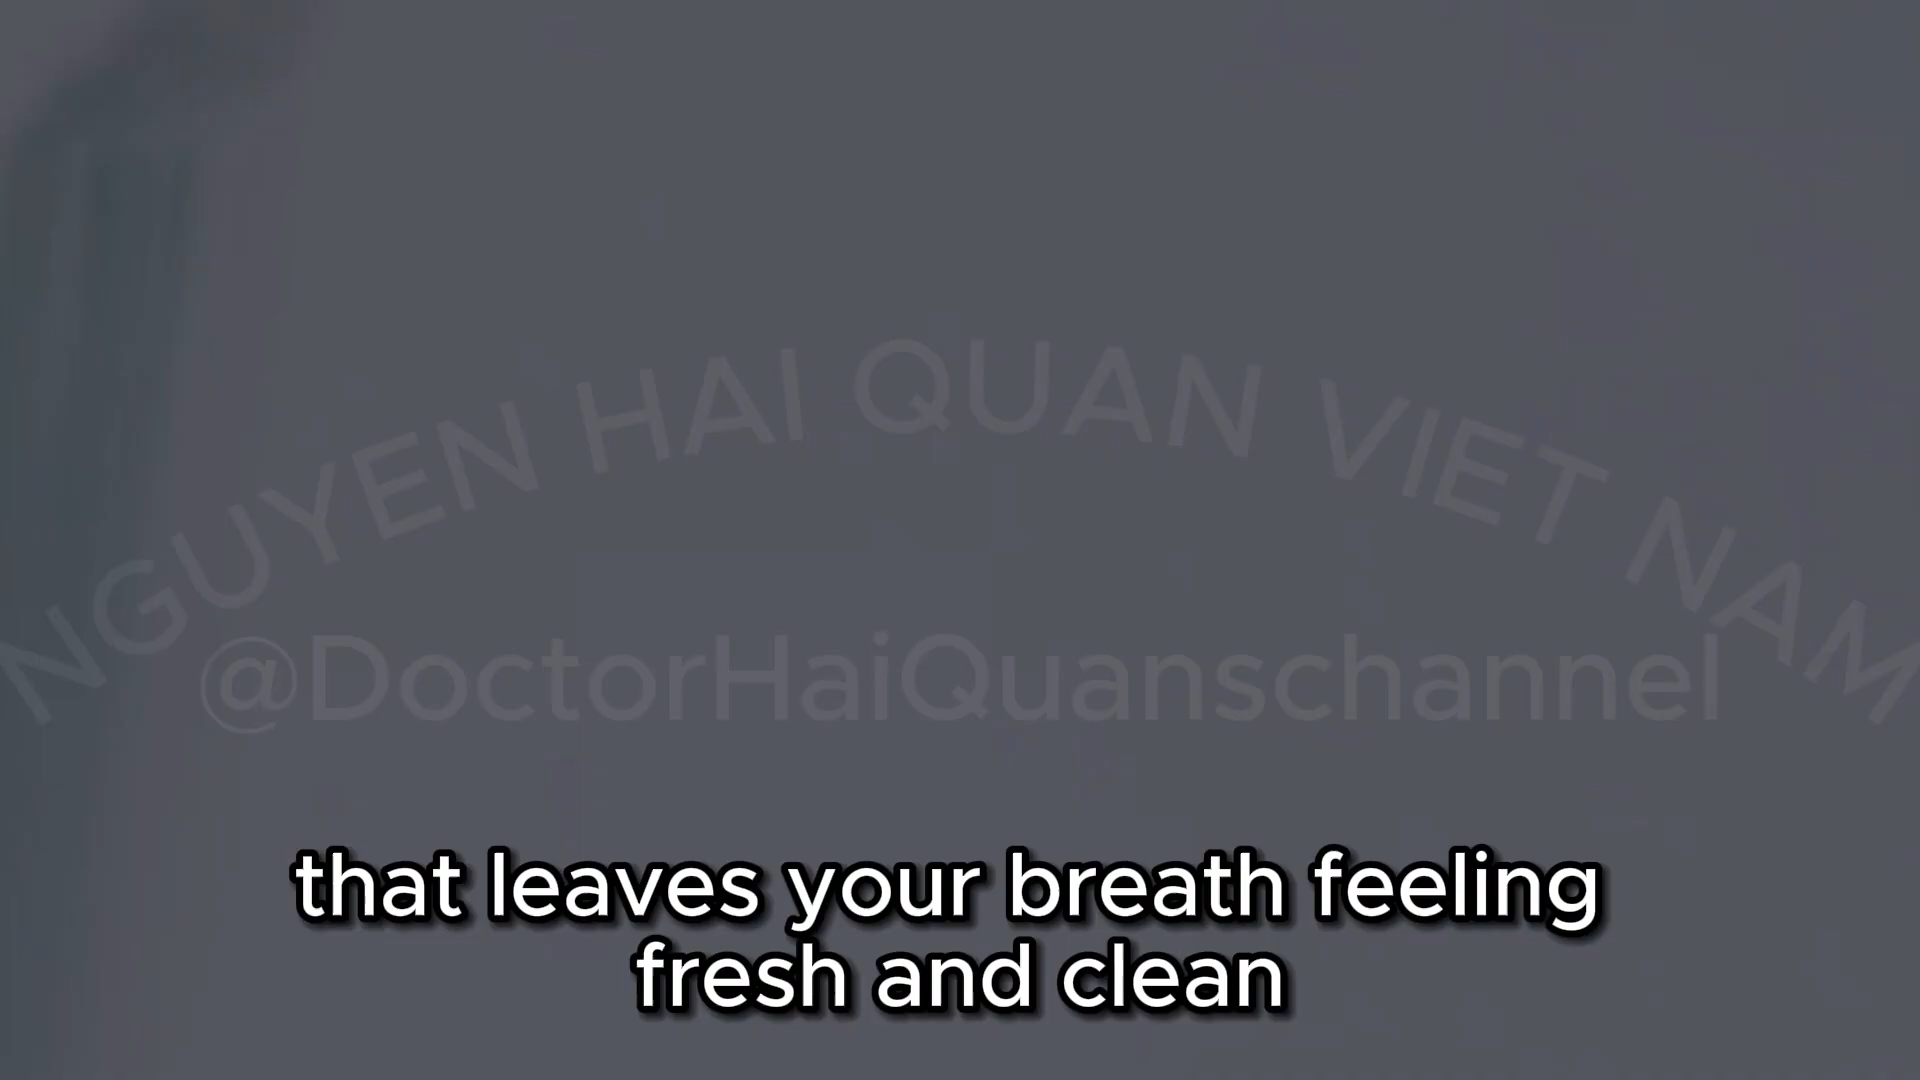 NGUYEN HAI QUAN VIET NAM
@DoctorHaiQuanschannel
that leaves your breath feeling
fresh and clean